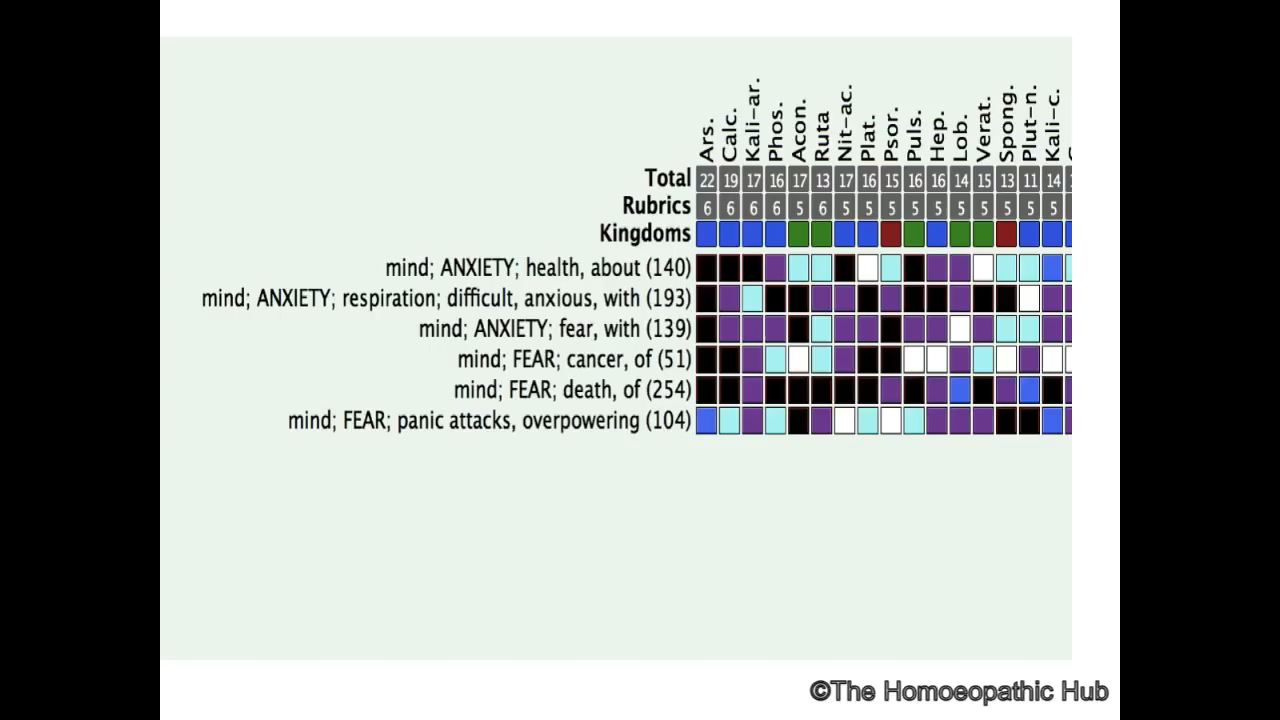 Ars. Calc. Kali-ar. Phos. Acon. Ruta Nit-ac. Plat. Psor. Puls. Hep. Lob. Verat. Spong. Plut-n. Kali-c.
Total 22 19 17 16 17 13 17 16 15 16 16 14 15 13 11 14
Rubrics 6 6 6 6 5 6 5 5 5 5 5 5 5 5 5 5
Kingdoms
mind; ANXIETY; health, about (140)
mind; ANXIETY; respiration; difficult, anxious, with (193)
mind; ANXIETY; fear, with (139)
mind; FEAR; cancer, of (51)
mind; FEAR; death, of (254)
mind; FEAR; panic attacks, overpowering (104)
©The Homoeopathic Hub